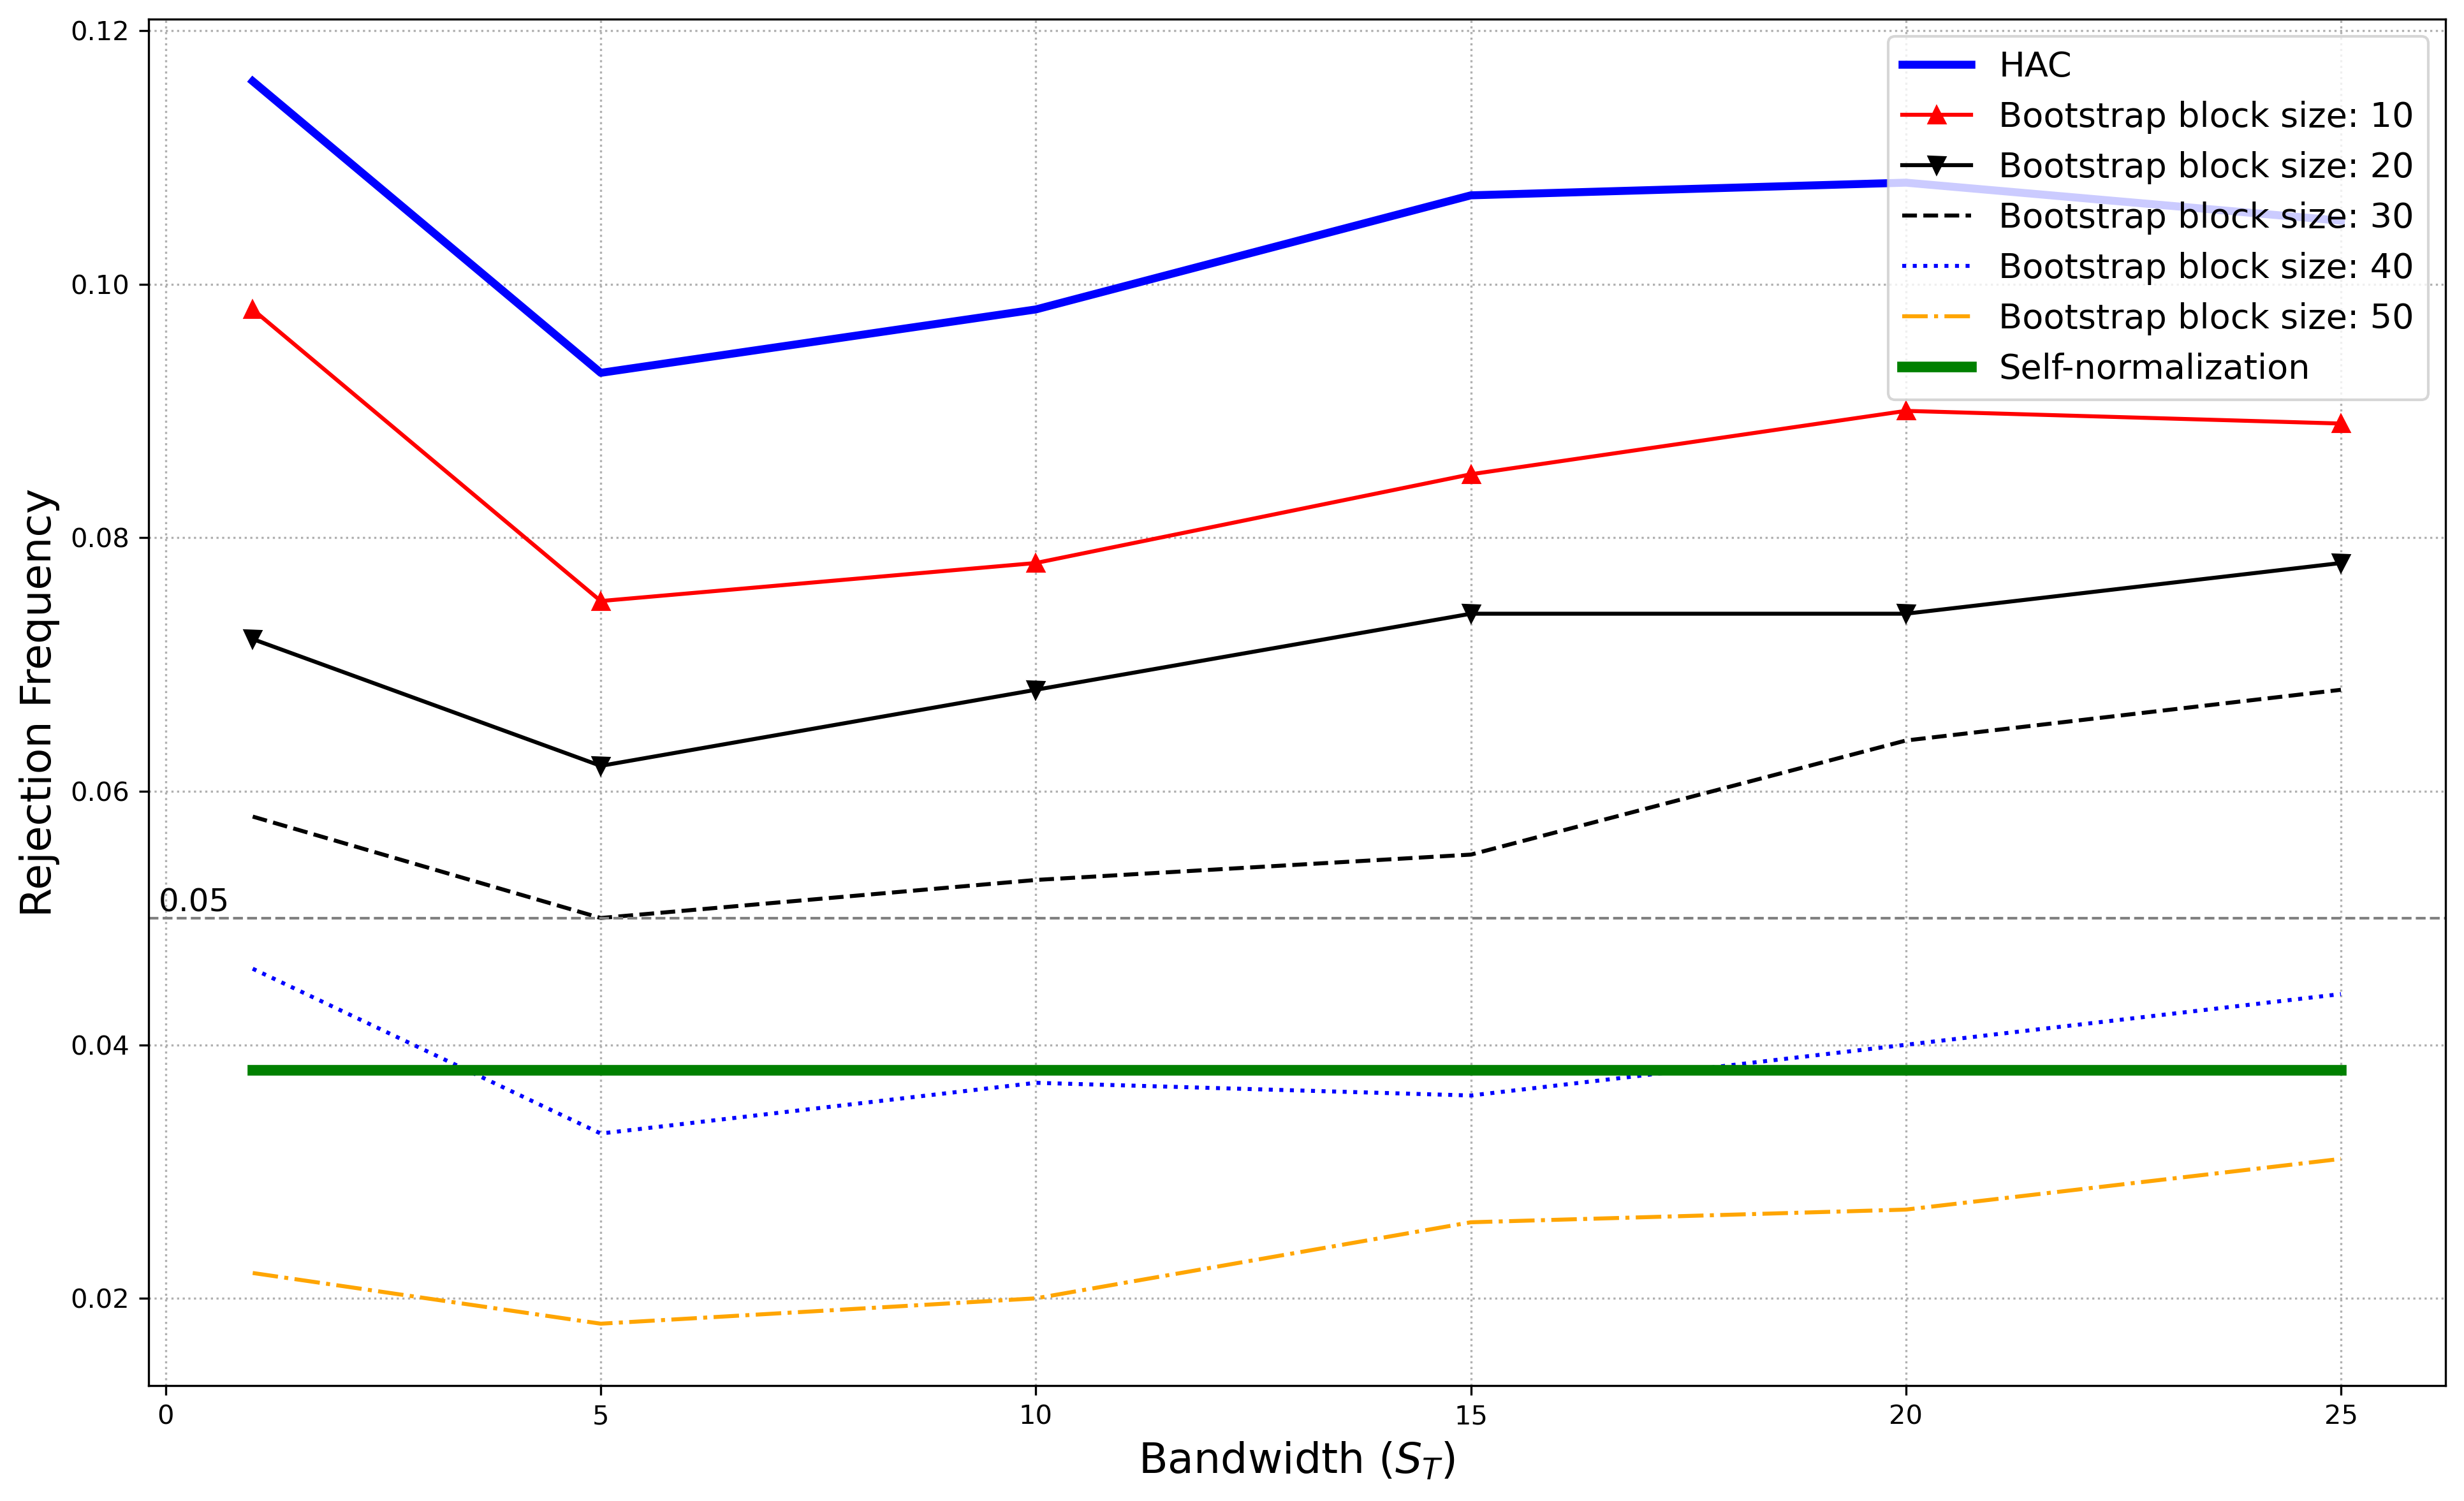 0.12
0.10
0.08
0.06
0.04
0.02
Rejection Frequency
0.05
HAC
Bootstrap block size: 10
Bootstrap block size: 20
Bootstrap block size: 30
Bootstrap block size: 40
Bootstrap block size: 50
Self-normalization
0 5 10 15 20 25
Bandwidth (S_T)